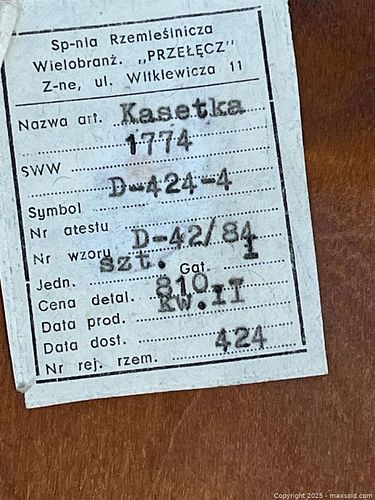 Sp-nia Rzemieślnicza
Wielobranż. „PRZEŁĘCZ"
Z-ne, ul. Witkiewicza 11
Nazwa art. Kasetka
1774
SWW
D-424-4
Symbol
Nr atestu
D-42/84
Nr wzoru
szt. Gat. 1
Jedn.
810.
Cena detal.
kw.II
Data prod.
Data dost.
424
Nr rej. rzem.
Copyright 2025 - maxsold.com